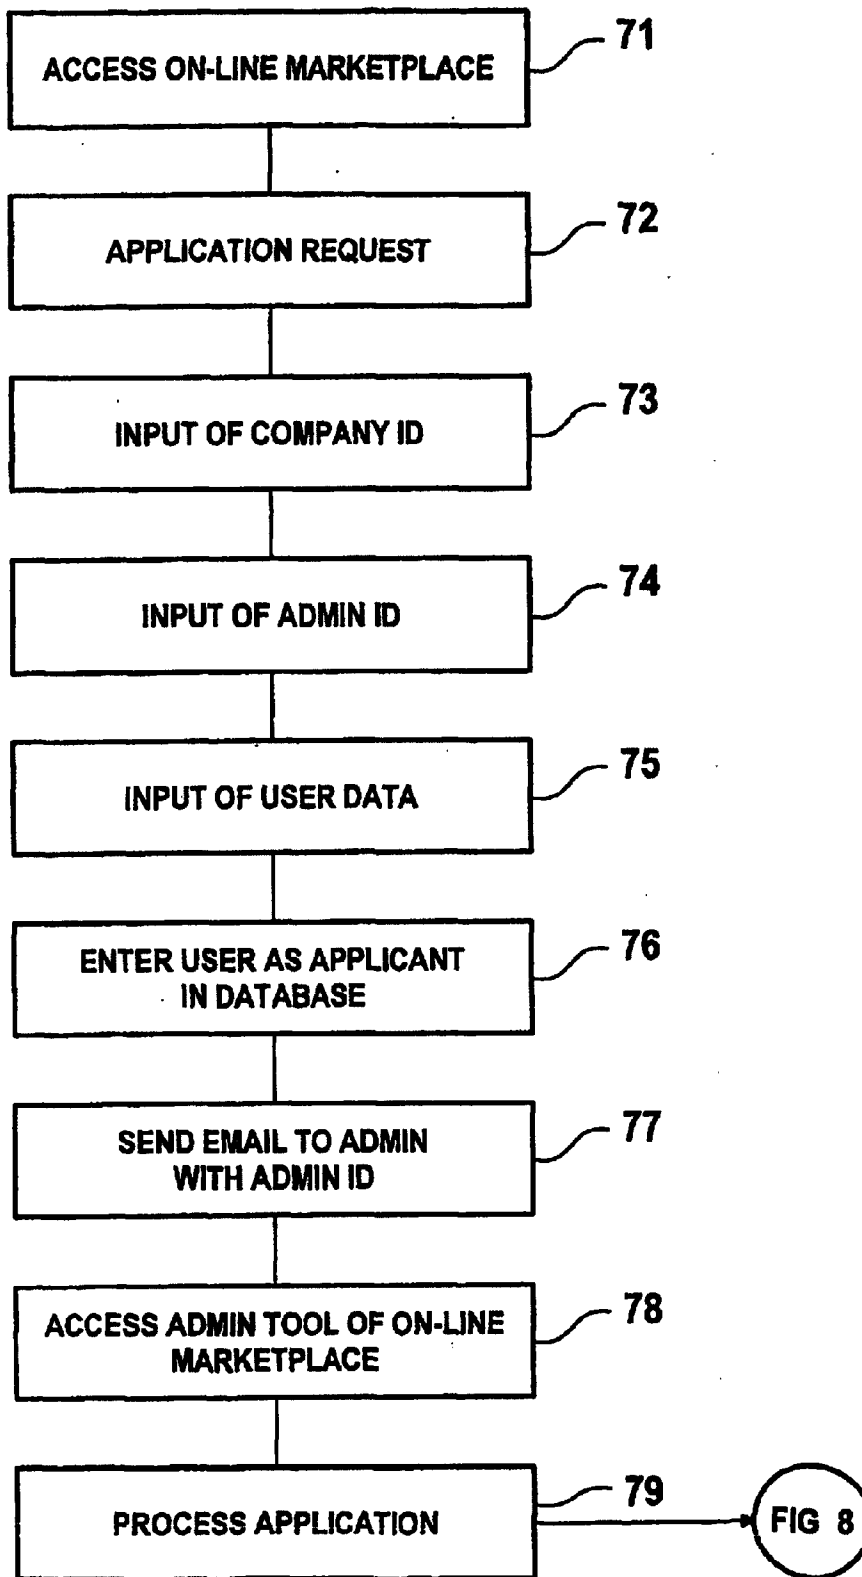 ACCESS ON-LINE MARKETPLACE
71
APPLICATION REQUEST
72
INPUT OF COMPANY ID
73
INPUT OF ADMIN ID
74
INPUT OF USER DATA
75
ENTER USER AS APPLICANT
IN DATABASE
76
SEND EMAIL TO ADMIN
WITH ADMIN ID
77
ACCESS ADMIN TOOL OF ON-LINE
MARKETPLACE
78
PROCESS APPLICATION
79
FIG 8